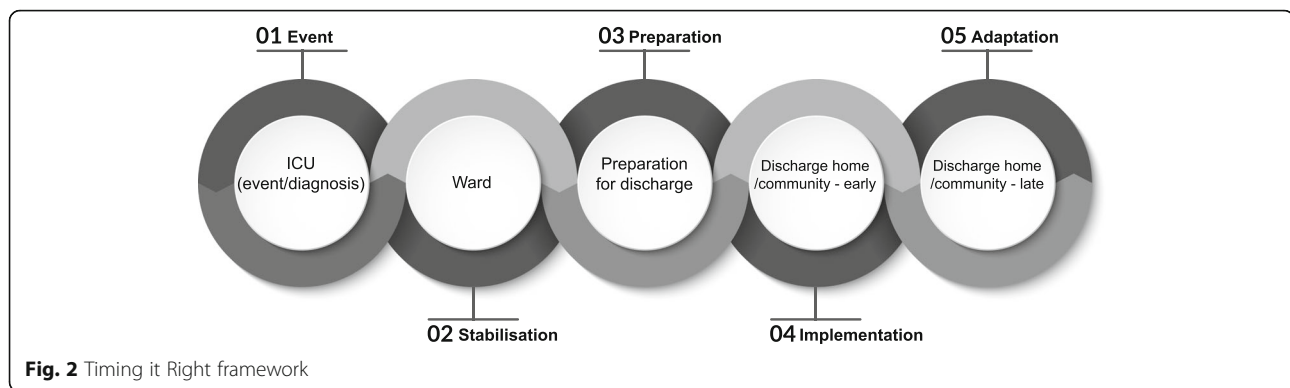 01 Event
03 Preparation
05 Adaptation
ICU
(event/diagnosis)
Ward
Preparation
for discharge
Discharge home
/community - early
Discharge home
/community - late
02 Stabilisation
04 Implementation
Fig. 2 Timing it Right framework